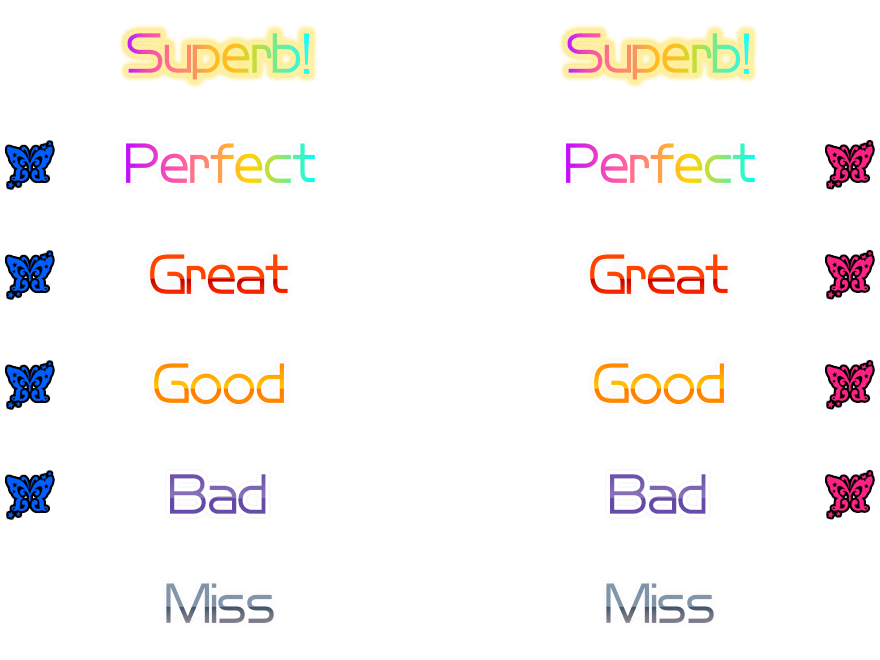 Superb! Superb!
Perfect Perfect
Great Great
Good Good
Bad Bad
Miss Miss